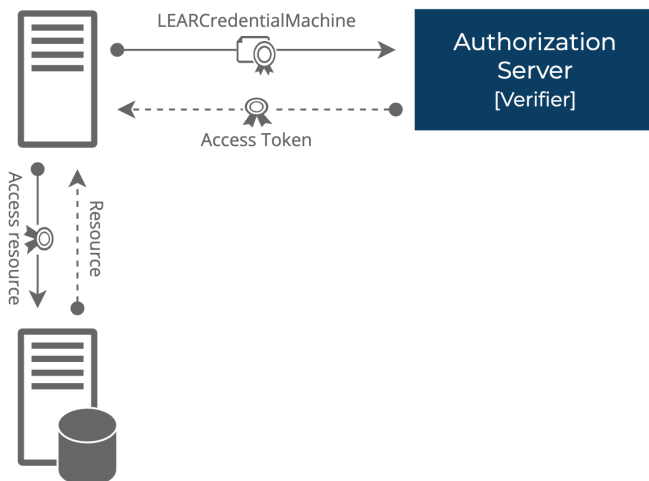 LEARCredentialMachine
Authorization
Server
[Verifier]
Access Token
Access resource
Resource